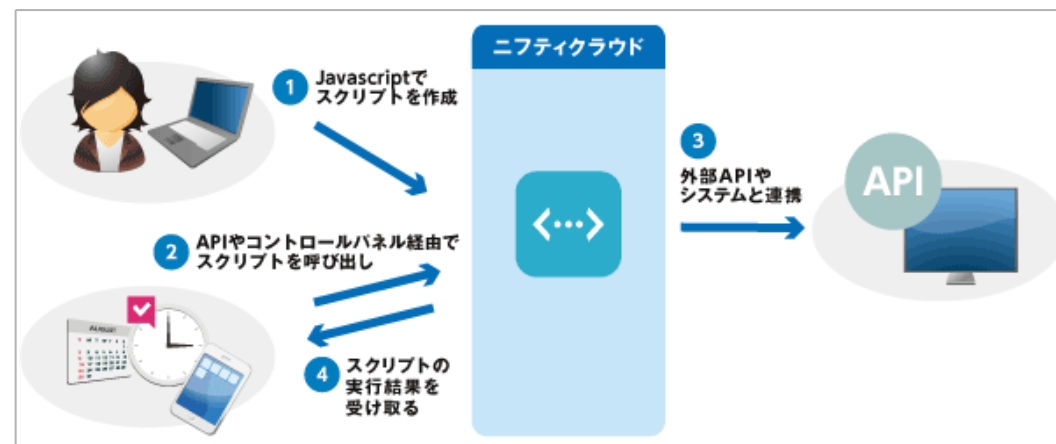 ニフティクラウド
1
Javascriptで
スクリプトを作成
2
APIやコントロールパネル経由で
スクリプトを呼び出し
3
外部APIや
システムと連携
API
4
スクリプトの
実行結果を
受け取る
AUGUST